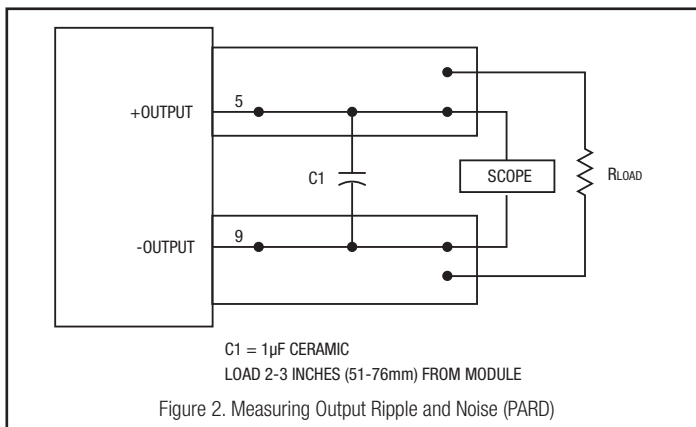 +OUTPUT
5
C1
SCOPE
RLOAD
-OUTPUT
9
C1 = 1µF CERAMIC
LOAD 2-3 INCHES (51-76mm) FROM MODULE
Figure 2. Measuring Output Ripple and Noise (PARD)